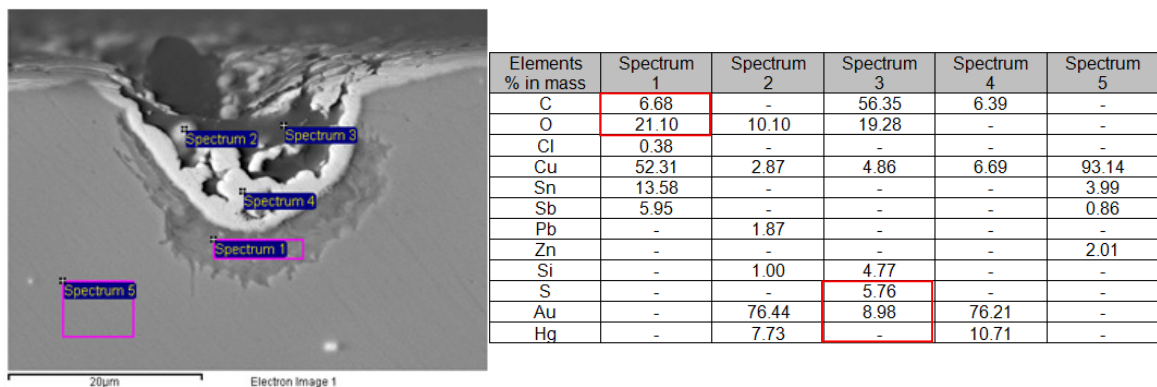 Spectrum 2
Spectrum 3
Spectrum 4
Spectrum 1
Spectrum 5
20µm
Electron Image 1
Elements % in mass Spectrum 1 Spectrum 2 Spectrum 3 Spectrum 4 Spectrum 5
C 6.68 - 56.35 6.39 -
O 21.10 10.10 19.28 - -
Cl 0.38 - - - -
Cu 52.31 2.87 4.86 6.69 93.14
Sn 13.58 - - - 3.99
Sb 5.95 - - - 0.86
Pb - 1.87 - - -
Zn - - - - 2.01
Si - 1.00 4.77 - -
S - - 5.76 - -
Au - 76.44 8.98 76.21 -
Hg - 7.73 - 10.71 -